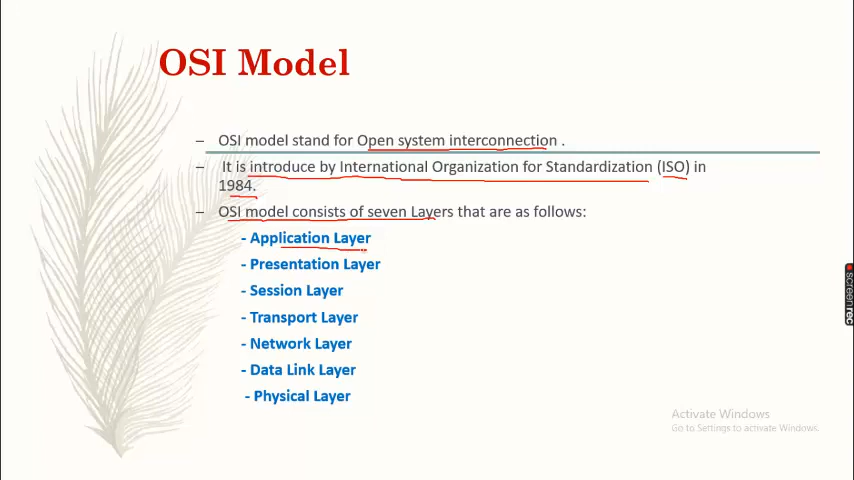 OSI Model
– OSI model stand for Open system interconnection .
– It is introduce by International Organization for Standardization (ISO) in
1984.
– OSI model consists of seven Layers that are as follows:
- Application Layer
- Presentation Layer
- Session Layer
- Transport Layer
- Network Layer
- Data Link Layer
- Physical Layer
Activate Windows
Go to Settings to activate Windows.
screenrec